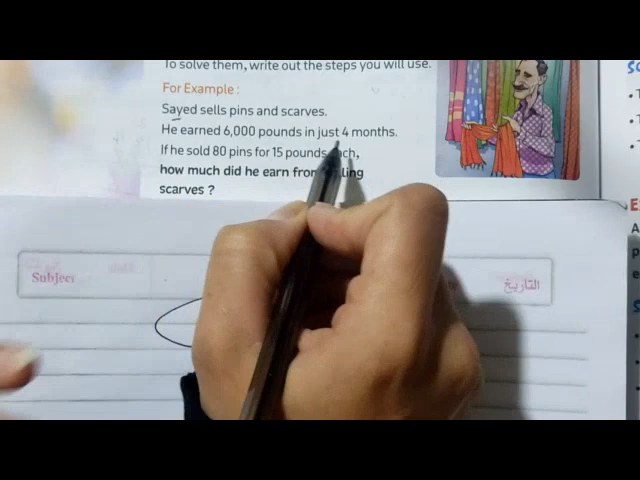 To solve them, write out the steps you will use.
For Example :
Sayed sells pins and scarves.
He earned 6,000 pounds in just 4 months.
If he sold 80 pins for 15 pounds
how much did he earn
scarves ?
Subject
التاريخ